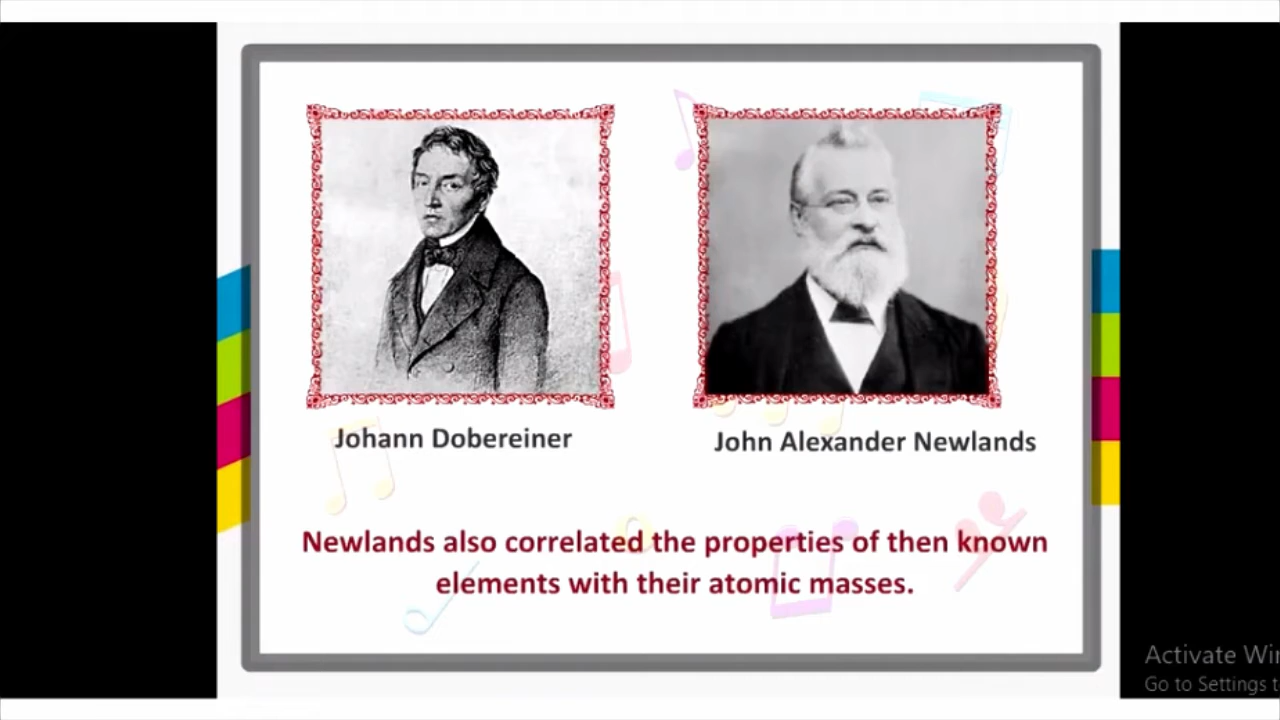 Johann Dobereiner
John Alexander Newlands
Newlands also correlated the properties of then known
elements with their atomic masses.
Activate Wi
Go to Settings t